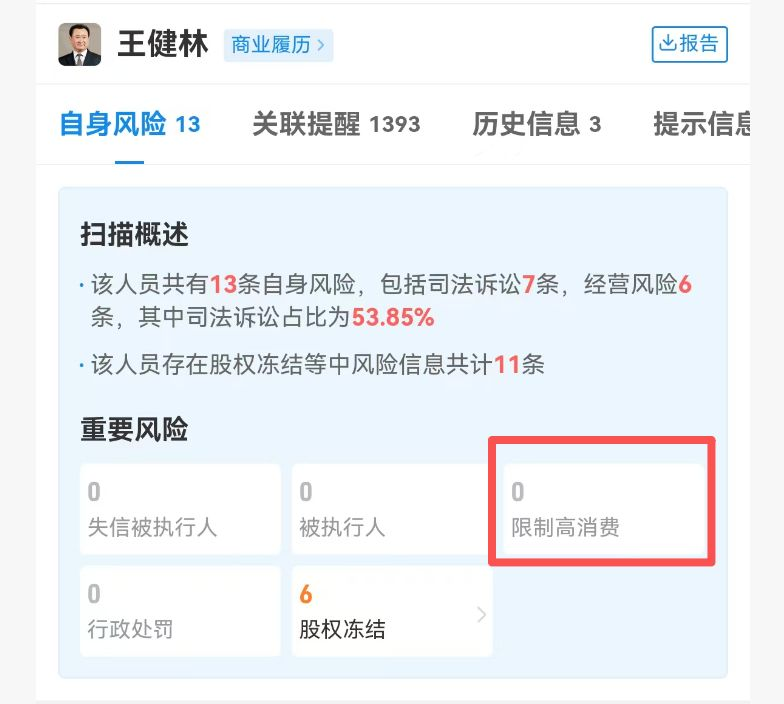 王健林 商业履历 报告
自身风险 13 关联提醒 1393 历史信息 3 提示信息
扫描概述
· 该人员共有13条自身风险，包括司法诉讼7条，经营风险6
条，其中司法诉讼占比为53.85%
· 该人员存在股权冻结等中风险信息共计11条
重要风险
0 0 0
失信被执行人 被执行人 限制高消费
0 6
行政处罚 股权冻结